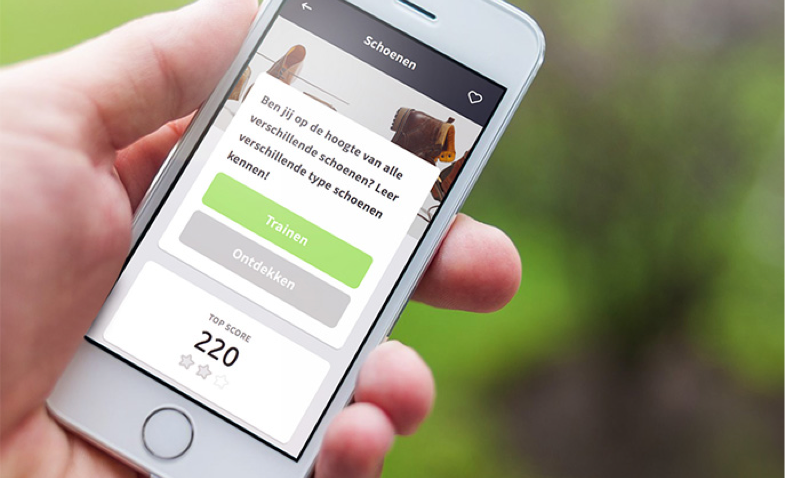 Schoenen
Ben jij op de hoogte van alle
verschillende schoenen? Leer
verschillende type schoenen
kennen!
Trainen
Ontdekken
TOP SCORE
220